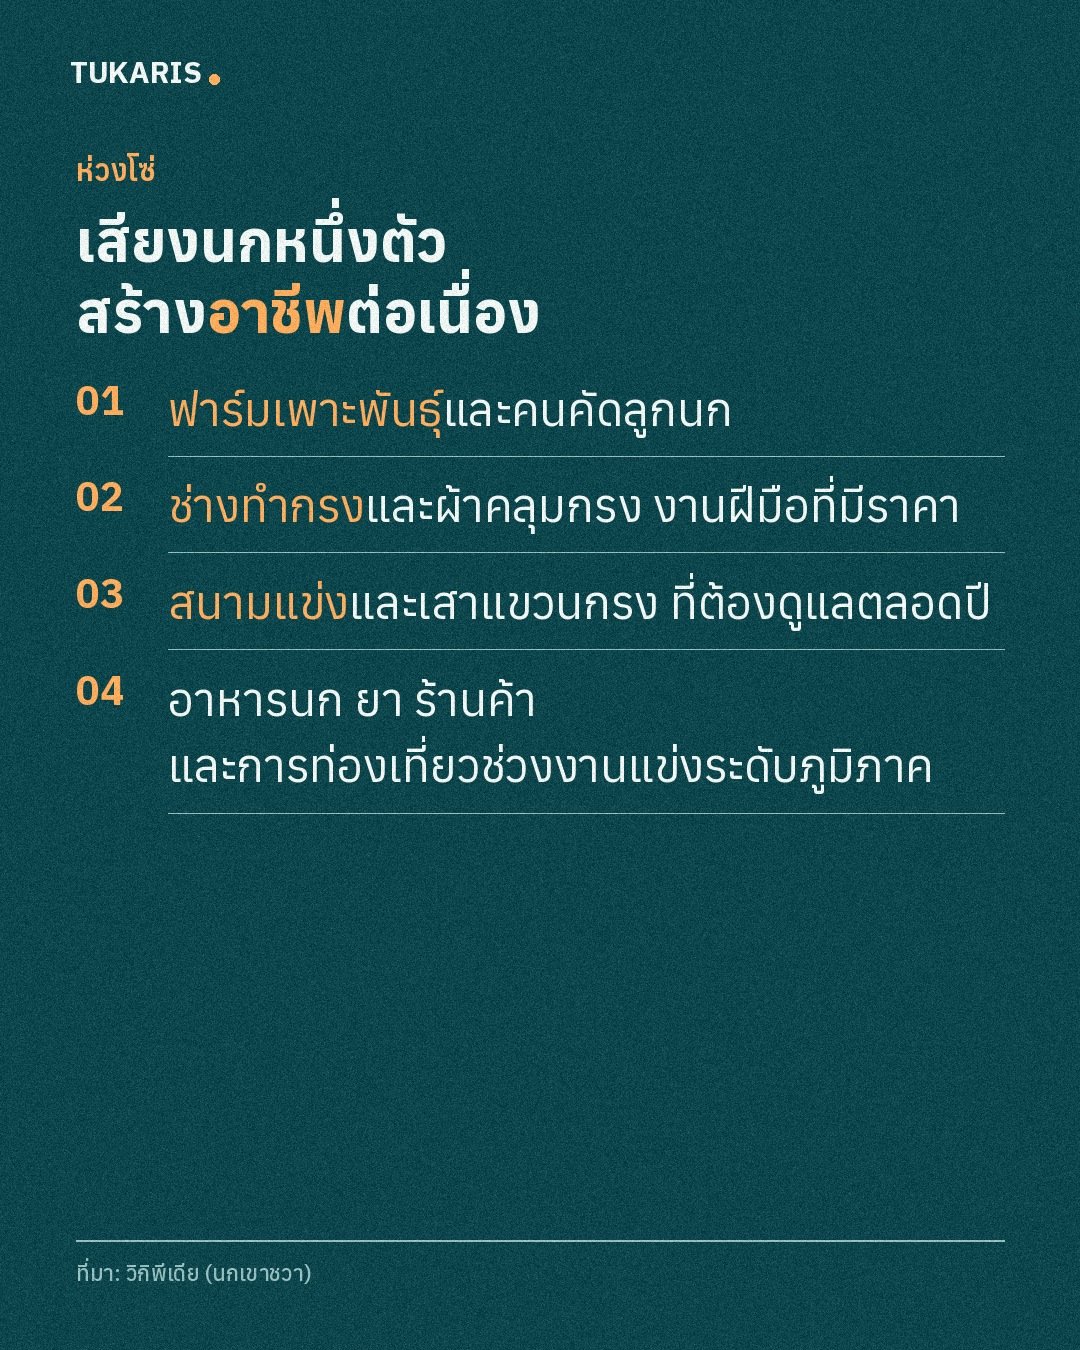 TUKARIS.
ห่วงโซ่
เสียงนกหนึ่งตัว
สร้างอาชีพต่อเนื่อง
01 ฟาร์มเพาะพันธุ์และคนคัดลูกนก
02 ช่างทำกรงและผ้าคลุมกรง งานฝีมือที่มีราคา
03 สนามแข่งและเสาแขวนกรง ที่ต้องดูแลตลอดปี
04 อาหารนก ยา ร้านค้า
และการท่องเที่ยวช่วงงานแข่งระดับภูมิภาค
ที่มา: วิกิพีเดีย (นกเขาชวา)